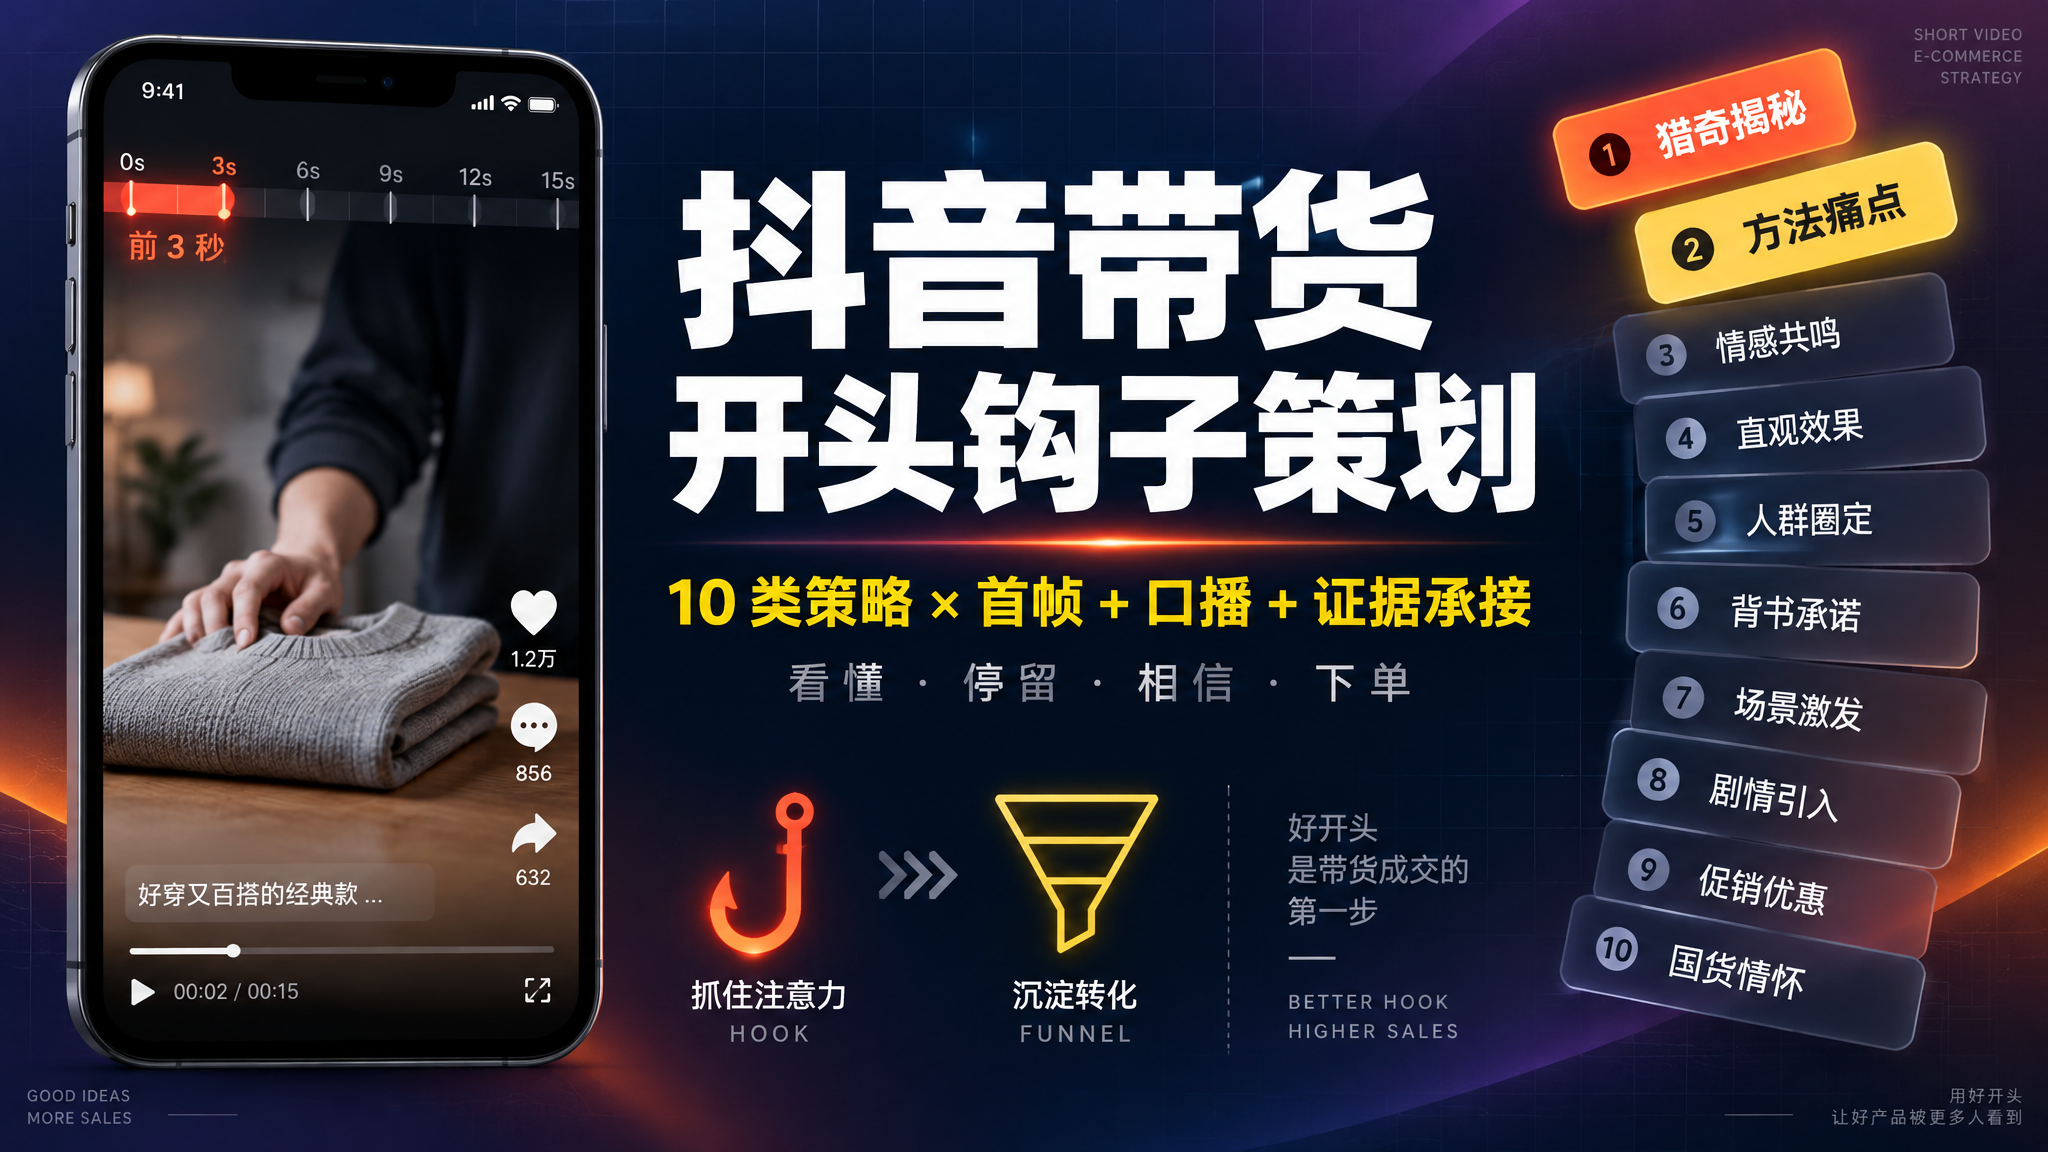 9:41
0s 3s 6s 9s 12s 15s
前 3 秒
1.2万
856
632
好穿又百搭的经典款 ...
00:02 / 00:15
GOOD IDEAS
MORE SALES
抖音带货
开头钩子策划
10 类策略 × 首帧 + 口播 + 证据承接
看懂 · 停留 · 相信 · 下单
抓住注意力
HOOK
沉淀转化
FUNNEL
好开头
是带货成交的
第一步
BETTER HOOK
HIGHER SALES
SHORT VIDEO
E-COMMERCE
STRATEGY
1 猎奇揭秘
2 方法痛点
3 情感共鸣
4 直观效果
5 人群圈定
6 背书承诺
7 场景激发
8 剧情引入
9 促销优惠
10 国货情怀
用好开头
让好产品被更多人看到